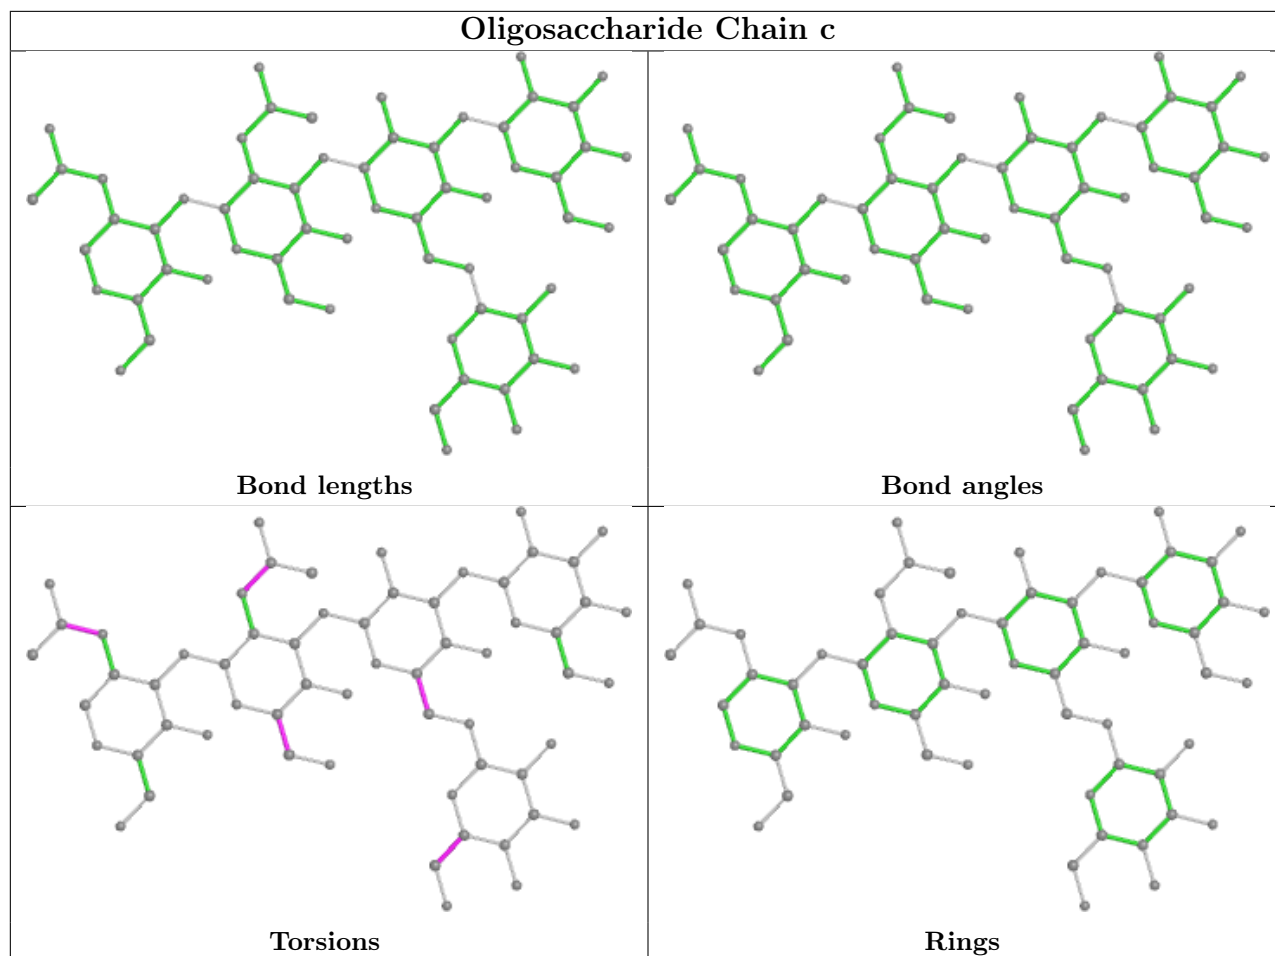 Oligosaccharide Chain c
Bond lengths
Bond angles
Torsions
Rings